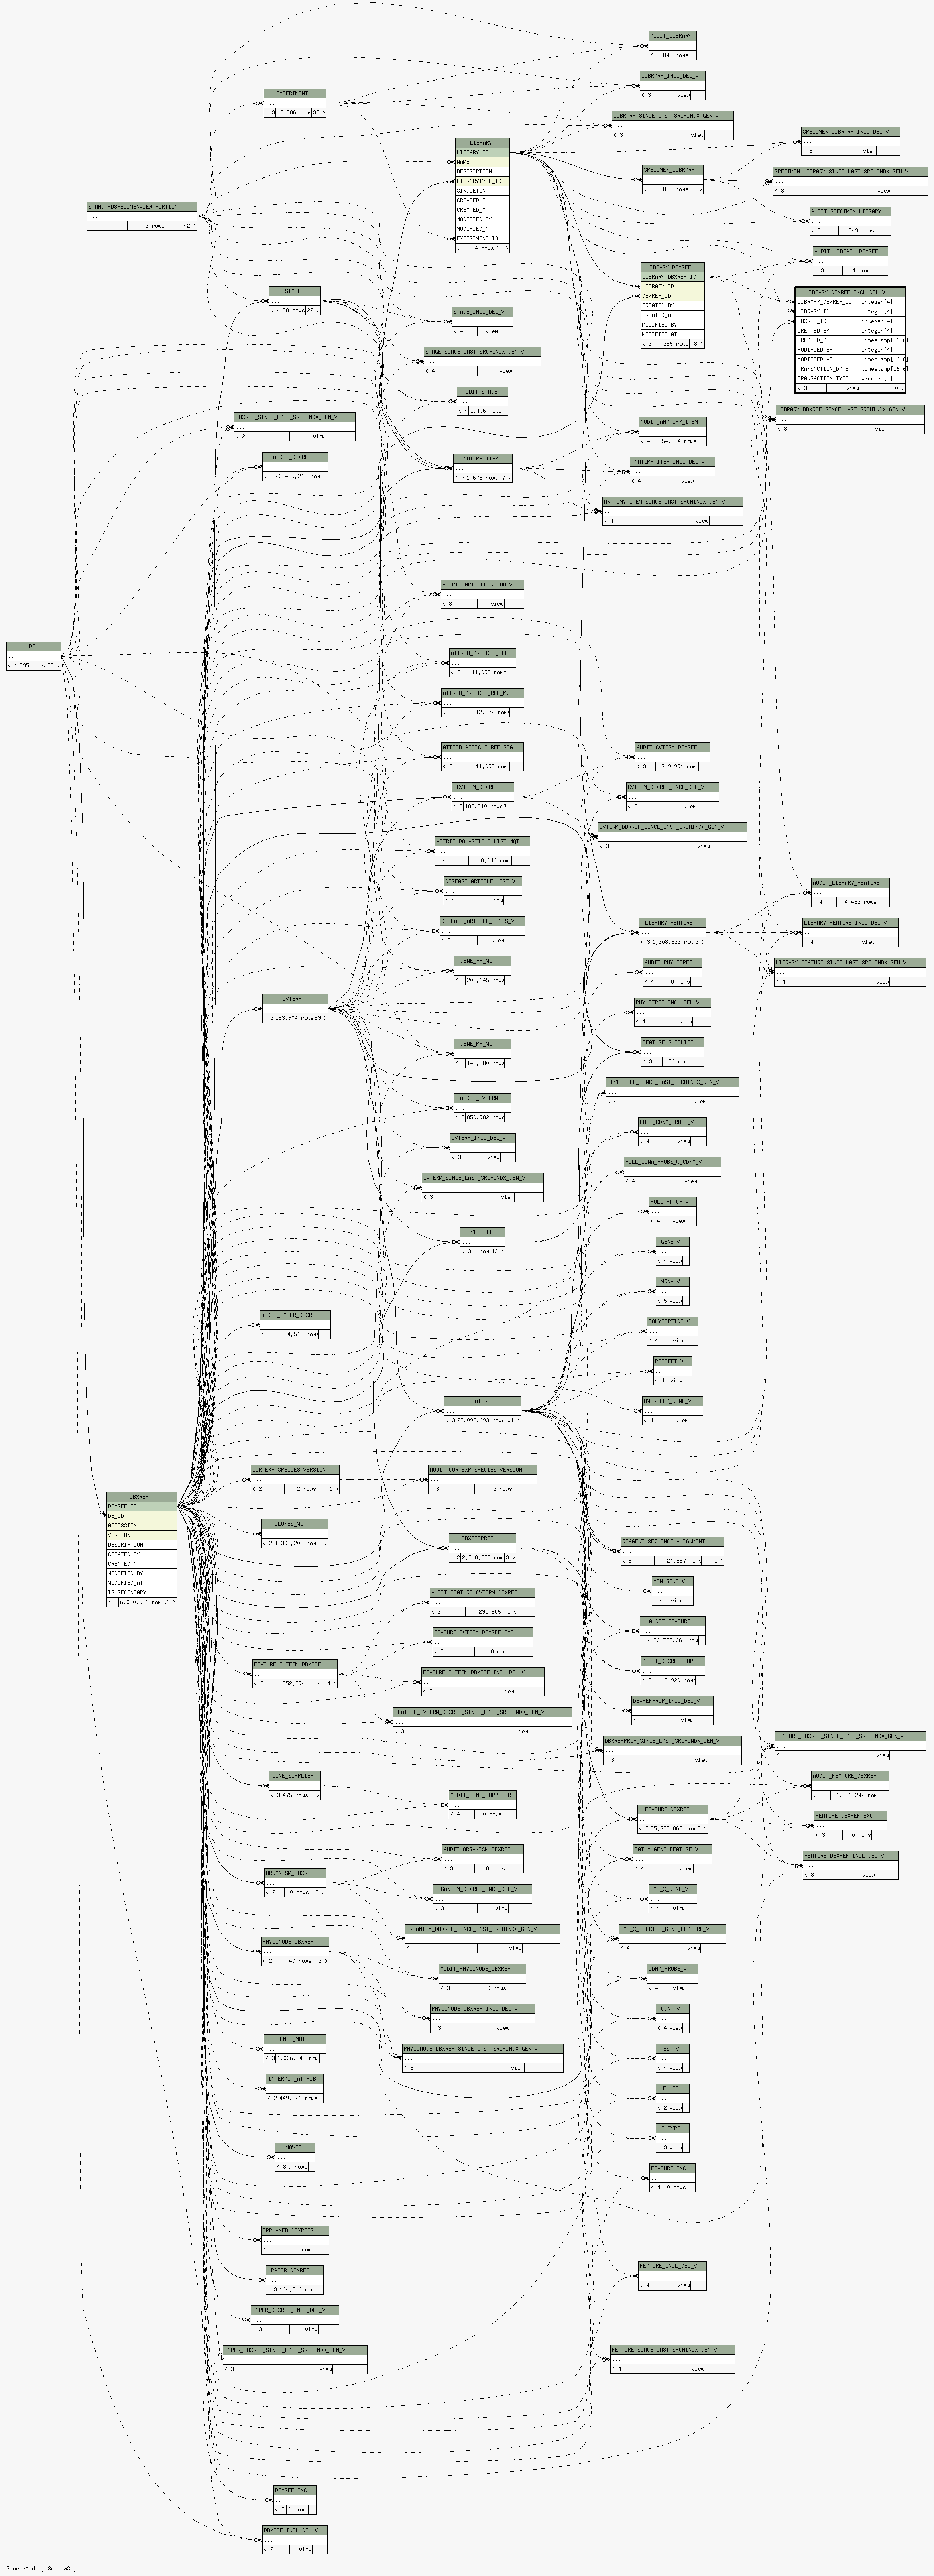 AUDIT_LIBRARY
...
< 3 845 rows
LIBRARY_INCL_DEL_V
...
< 3 view
EXPERIMENT
...
< 3 18,806 rows 33 >
LIBRARY_SINCE_LAST_SRCHINDX_GEN_V
...
< 3 view
SPECIMEN_LIBRARY_INCL_DEL_V
...
< 3 view
LIBRARY
LIBRARY_ID
NAME
DESCRIPTION
LIBRARYTYPE_ID
SINGLETON
CREATED_BY
CREATED_AT
MODIFIED_BY
MODIFIED_AT
EXPERIMENT_ID
< 3 854 rows 15 >
SPECIMEN_LIBRARY
...
< 2 853 rows 3 >
SPECIMEN_LIBRARY_SINCE_LAST_SRCHINDX_GEN_V
...
< 3 view
STANDARDSPECIMENVIEW_PORTION
...
2 rows 42 >
AUDIT_SPECIMEN_LIBRARY
...
< 3 249 rows
AUDIT_LIBRARY_DBXREF
...
< 3 4 rows
LIBRARY_DBXREF
LIBRARY_DBXREF_ID
LIBRARY_ID
DBXREF_ID
CREATED_BY
CREATED_AT
MODIFIED_BY
MODIFIED_AT
< 2 295 rows 3 >
LIBRARY_DBXREF_INCL_DEL_V
LIBRARY_DBXREF_ID integer[4]
LIBRARY_ID integer[4]
DBXREF_ID integer[4]
CREATED_BY integer[4]
CREATED_AT timestamp[16,6]
MODIFIED_BY integer[4]
MODIFIED_AT timestamp[16,6]
TRANSACTION_DATE timestamp[16,6]
TRANSACTION_TYPE varchar[1]
< 3 view 0 >
STAGE
...
< 4 98 rows 22 >
STAGE_INCL_DEL_V
...
< 4 view
STAGE_SINCE_LAST_SRCHINDX_GEN_V
...
< 4 view
AUDIT_STAGE
...
< 4 1,406 rows
LIBRARY_DBXREF_SINCE_LAST_SRCHINDX_GEN_V
...
< 3 view
DBXREF_SINCE_LAST_SRCHINDX_GEN_V
...
< 2 view
AUDIT_ANATOMY_ITEM
...
< 4 54,354 rows
AUDIT_DBXREF
...
< 2 20,469,212 row
ANATOMY_ITEM
...
< 7 1,676 rows 47 >
ANATOMY_ITEM_INCL_DEL_V
...
< 4 view
ANATOMY_ITEM_SINCE_LAST_SRCHINDX_GEN_V
...
< 4 view
ATTRIB_ARTICLE_RECON_V
...
< 3 view
DB
...
< 1 395 rows 22 >
ATTRIB_ARTICLE_REF
...
< 3 11,093 rows
ATTRIB_ARTICLE_REF_MQT
...
< 3 12,272 rows
ATTRIB_ARTICLE_REF_STG
...
< 3 11,093 rows
AUDIT_CVTERM_DBXREF
...
< 3 749,991 rows
CVTERM_DBXREF
...
< 2 188,310 rows 7 >
CVTERM_DBXREF_INCL_DEL_V
...
< 3 view
CVTERM_DBXREF_SINCE_LAST_SRCHINDX_GEN_V
...
< 3 view
ATTRIB_DO_ARTICLE_LIST_MQT
...
< 4 8,040 rows
DISEASE_ARTICLE_LIST_V
...
< 4 view
AUDIT_LIBRARY_FEATURE
...
< 4 4,483 rows
DISEASE_ARTICLE_STATS_V
...
< 3 view
LIBRARY_FEATURE
...
< 3 1,308,333 row 3 >
LIBRARY_FEATURE_INCL_DEL_V
...
< 4 view
GENE_HP_MQT
...
< 3 203,645 rows
AUDIT_PHYLOTREE
...
< 4 0 rows
LIBRARY_FEATURE_SINCE_LAST_SRCHINDX_GEN_V
...
< 4 view
CVTERM
...
< 2 193,904 rows 59 >
PHYLOTREE_INCL_DEL_V
...
< 4 view
GENE_MP_MQT
...
< 3 148,580 rows
FEATURE_SUPPLIER
...
< 3 56 rows
PHYLOTREE_SINCE_LAST_SRCHINDX_GEN_V
...
< 4 view
AUDIT_CVTERM
...
< 3 850,782 rows
FULL_CDNA_PROBE_V
...
< 4 view
CVTERM_INCL_DEL_V
...
< 3 view
FULL_CDNA_PROBE_W_CDNA_V
...
< 4 view
CVTERM_SINCE_LAST_SRCHINDX_GEN_V
...
< 3 view
FULL_MATCH_V
...
< 4 view
PHYLOTREE
...
< 3 1 row 12 >
GENE_V
...
< 4 view
MRNA_V
...
< 5 view
AUDIT_PAPER_DBXREF
...
< 3 4,516 rows
POLYPEPTIDE_V
...
< 4 view
PROBEFT_V
...
< 4 view
FEATURE
...
< 3 22,095,693 row 101 >
UMBRELLA_GENE_V
...
< 4 view
CUR_EXP_SPECIES_VERSION
...
< 2 2 rows 1 >
AUDIT_CUR_EXP_SPECIES_VERSION
...
< 3 2 rows
DBXREF
DBXREF_ID
DB_ID
ACCESSION
VERSION
DESCRIPTION
CREATED_BY
CREATED_AT
MODIFIED_BY
MODIFIED_AT
IS_SECONDARY
< 1 6,090,986 row 96 >
CLONES_MQT
...
< 2 1,308,206 row 2 >
DBXREFPROP
...
< 2 2,240,955 row 3 >
REAGENT_SEQUENCE_ALIGNMENT
...
< 6 24,597 rows 1 >
XEN_GENE_V
...
< 4 view
AUDIT_FEATURE_CVTERM_DBXREF
...
< 3 291,805 rows
AUDIT_FEATURE
...
< 4 20,785,061 row
FEATURE_CVTERM_DBXREF_EXC
...
< 3 0 rows
FEATURE_CVTERM_DBXREF
...
< 2 352,274 rows 4 >
FEATURE_CVTERM_DBXREF_INCL_DEL_V
...
< 3 view
AUDIT_DBXREFPROP
...
< 3 19,920 rows
DBXREFPROP_INCL_DEL_V
...
< 3 view
FEATURE_CVTERM_DBXREF_SINCE_LAST_SRCHINDX_GEN_V
...
< 3 view
DBXREFPROP_SINCE_LAST_SRCHINDX_GEN_V
...
< 3 view
FEATURE_DBXREF_SINCE_LAST_SRCHINDX_GEN_V
...
< 3 view
LINE_SUPPLIER
...
< 3 475 rows 3 >
AUDIT_LINE_SUPPLIER
...
< 4 0 rows
AUDIT_FEATURE_DBXREF
...
< 3 1,336,242 row
FEATURE_DBXREF
...
< 2 25,759,869 row 5 >
FEATURE_DBXREF_EXC
...
< 3 0 rows
AUDIT_ORGANISM_DBXREF
...
< 3 0 rows
CAT_X_GENE_FEATURE_V
...
< 4 view
FEATURE_DBXREF_INCL_DEL_V
...
< 3 view
ORGANISM_DBXREF
...
< 2 0 rows 3 >
ORGANISM_DBXREF_INCL_DEL_V
...
< 3 view
CAT_X_GENE_V
...
< 4 view
ORGANISM_DBXREF_SINCE_LAST_SRCHINDX_GEN_V
...
< 3 view
CAT_X_SPECIES_GENE_FEATURE_V
...
< 4 view
PHYLONODE_DBXREF
...
< 2 40 rows 3 >
AUDIT_PHYLONODE_DBXREF
...
< 3 0 rows
CDNA_PROBE_V
...
< 4 view
PHYLONODE_DBXREF_INCL_DEL_V
...
< 3 view
CDNA_V
...
< 4 view
GENES_MQT
...
< 3 1,006,843 row
PHYLONODE_DBXREF_SINCE_LAST_SRCHINDX_GEN_V
...
< 3 view
EST_V
...
< 4 view
INTERACT_ATTRIB
...
< 2 449,826 rows
F_LOC
...
< 2 view
F_TYPE
...
< 3 view
MOVIE
...
< 3 0 rows
FEATURE_EXC
...
< 4 0 rows
ORPHANED_DBXREFS
...
< 1 0 rows
PAPER_DBXREF
...
< 3 104,806 rows
FEATURE_INCL_DEL_V
...
< 4 view
PAPER_DBXREF_INCL_DEL_V
...
< 3 view
PAPER_DBXREF_SINCE_LAST_SRCHINDX_GEN_V
...
< 3 view
FEATURE_SINCE_LAST_SRCHINDX_GEN_V
...
< 4 view
DBXREF_EXC
...
< 2 0 rows
DBXREF_INCL_DEL_V
...
< 2 view
Generated by SchemaSpy